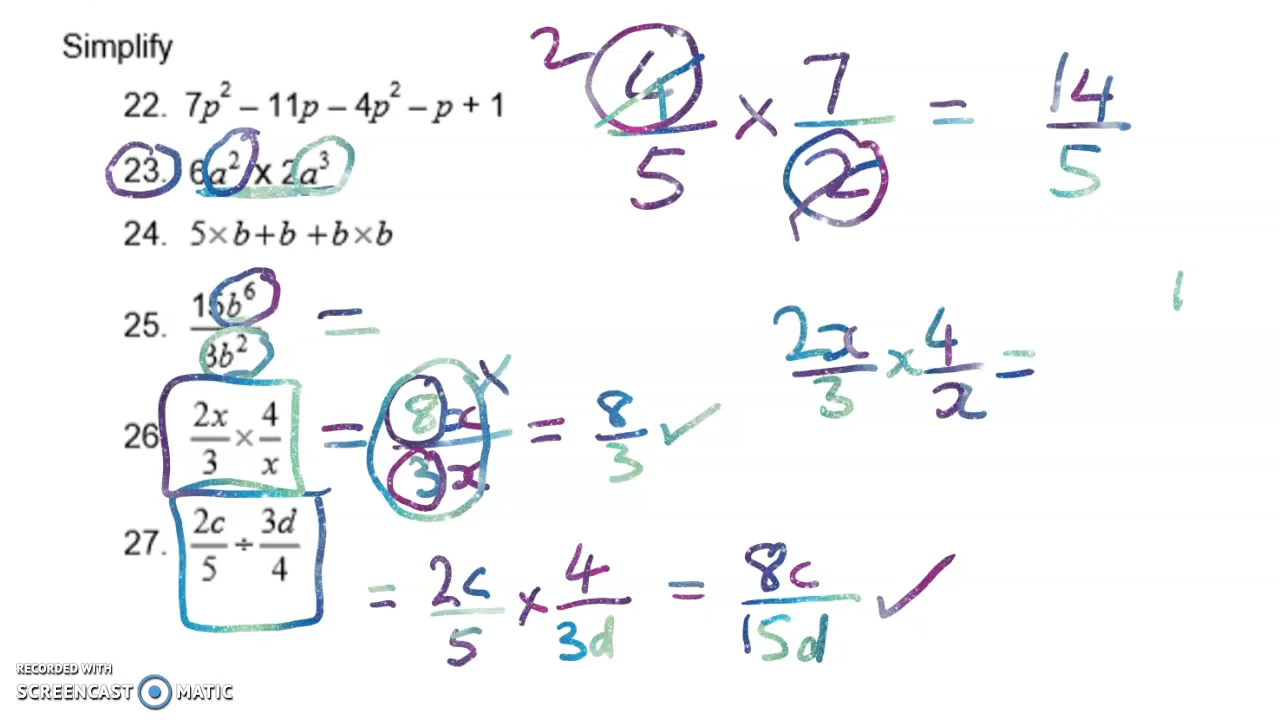 Simplify
22. 7p² − 11p − 4p² − p + 1
23. 6a² x 2a³
24. 5×b+b +b×b
25. 15b⁶/3b² =
26 2x/3 × 4/x = 8x/3x = 8/3 ✓
27. 2c/5 ÷ 3d/4
= 2c/5 × 4/3d = 8c/15d ✓
2 4/5 × 7/2 = 14/5
2x/3 × 4/x =
RECORDED WITH
SCREENCAST MATIC